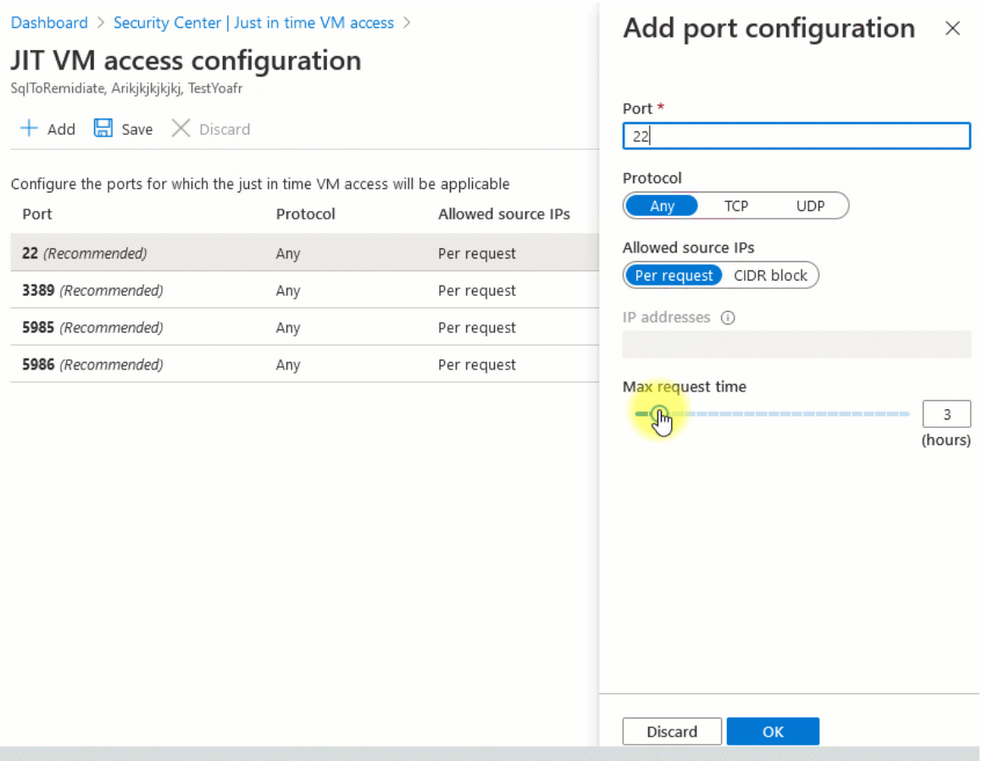 Dashboard > Security Center | Just in time VM access >
JIT VM access configuration
SqlToRemidiate, Arikjkjkjkjkj, TestYoafr
+ Add Save Discard
Configure the ports for which the just in time VM access will be applicable
Port Protocol Allowed source IPs
22 (Recommended) Any Per request
3389 (Recommended) Any Per request
5985 (Recommended) Any Per request
5986 (Recommended) Any Per request
Add port configuration
Port *
22
Protocol
Any TCP UDP
Allowed source IPs
Per request CIDR block
IP addresses
Max request time
3
(hours)
Discard OK